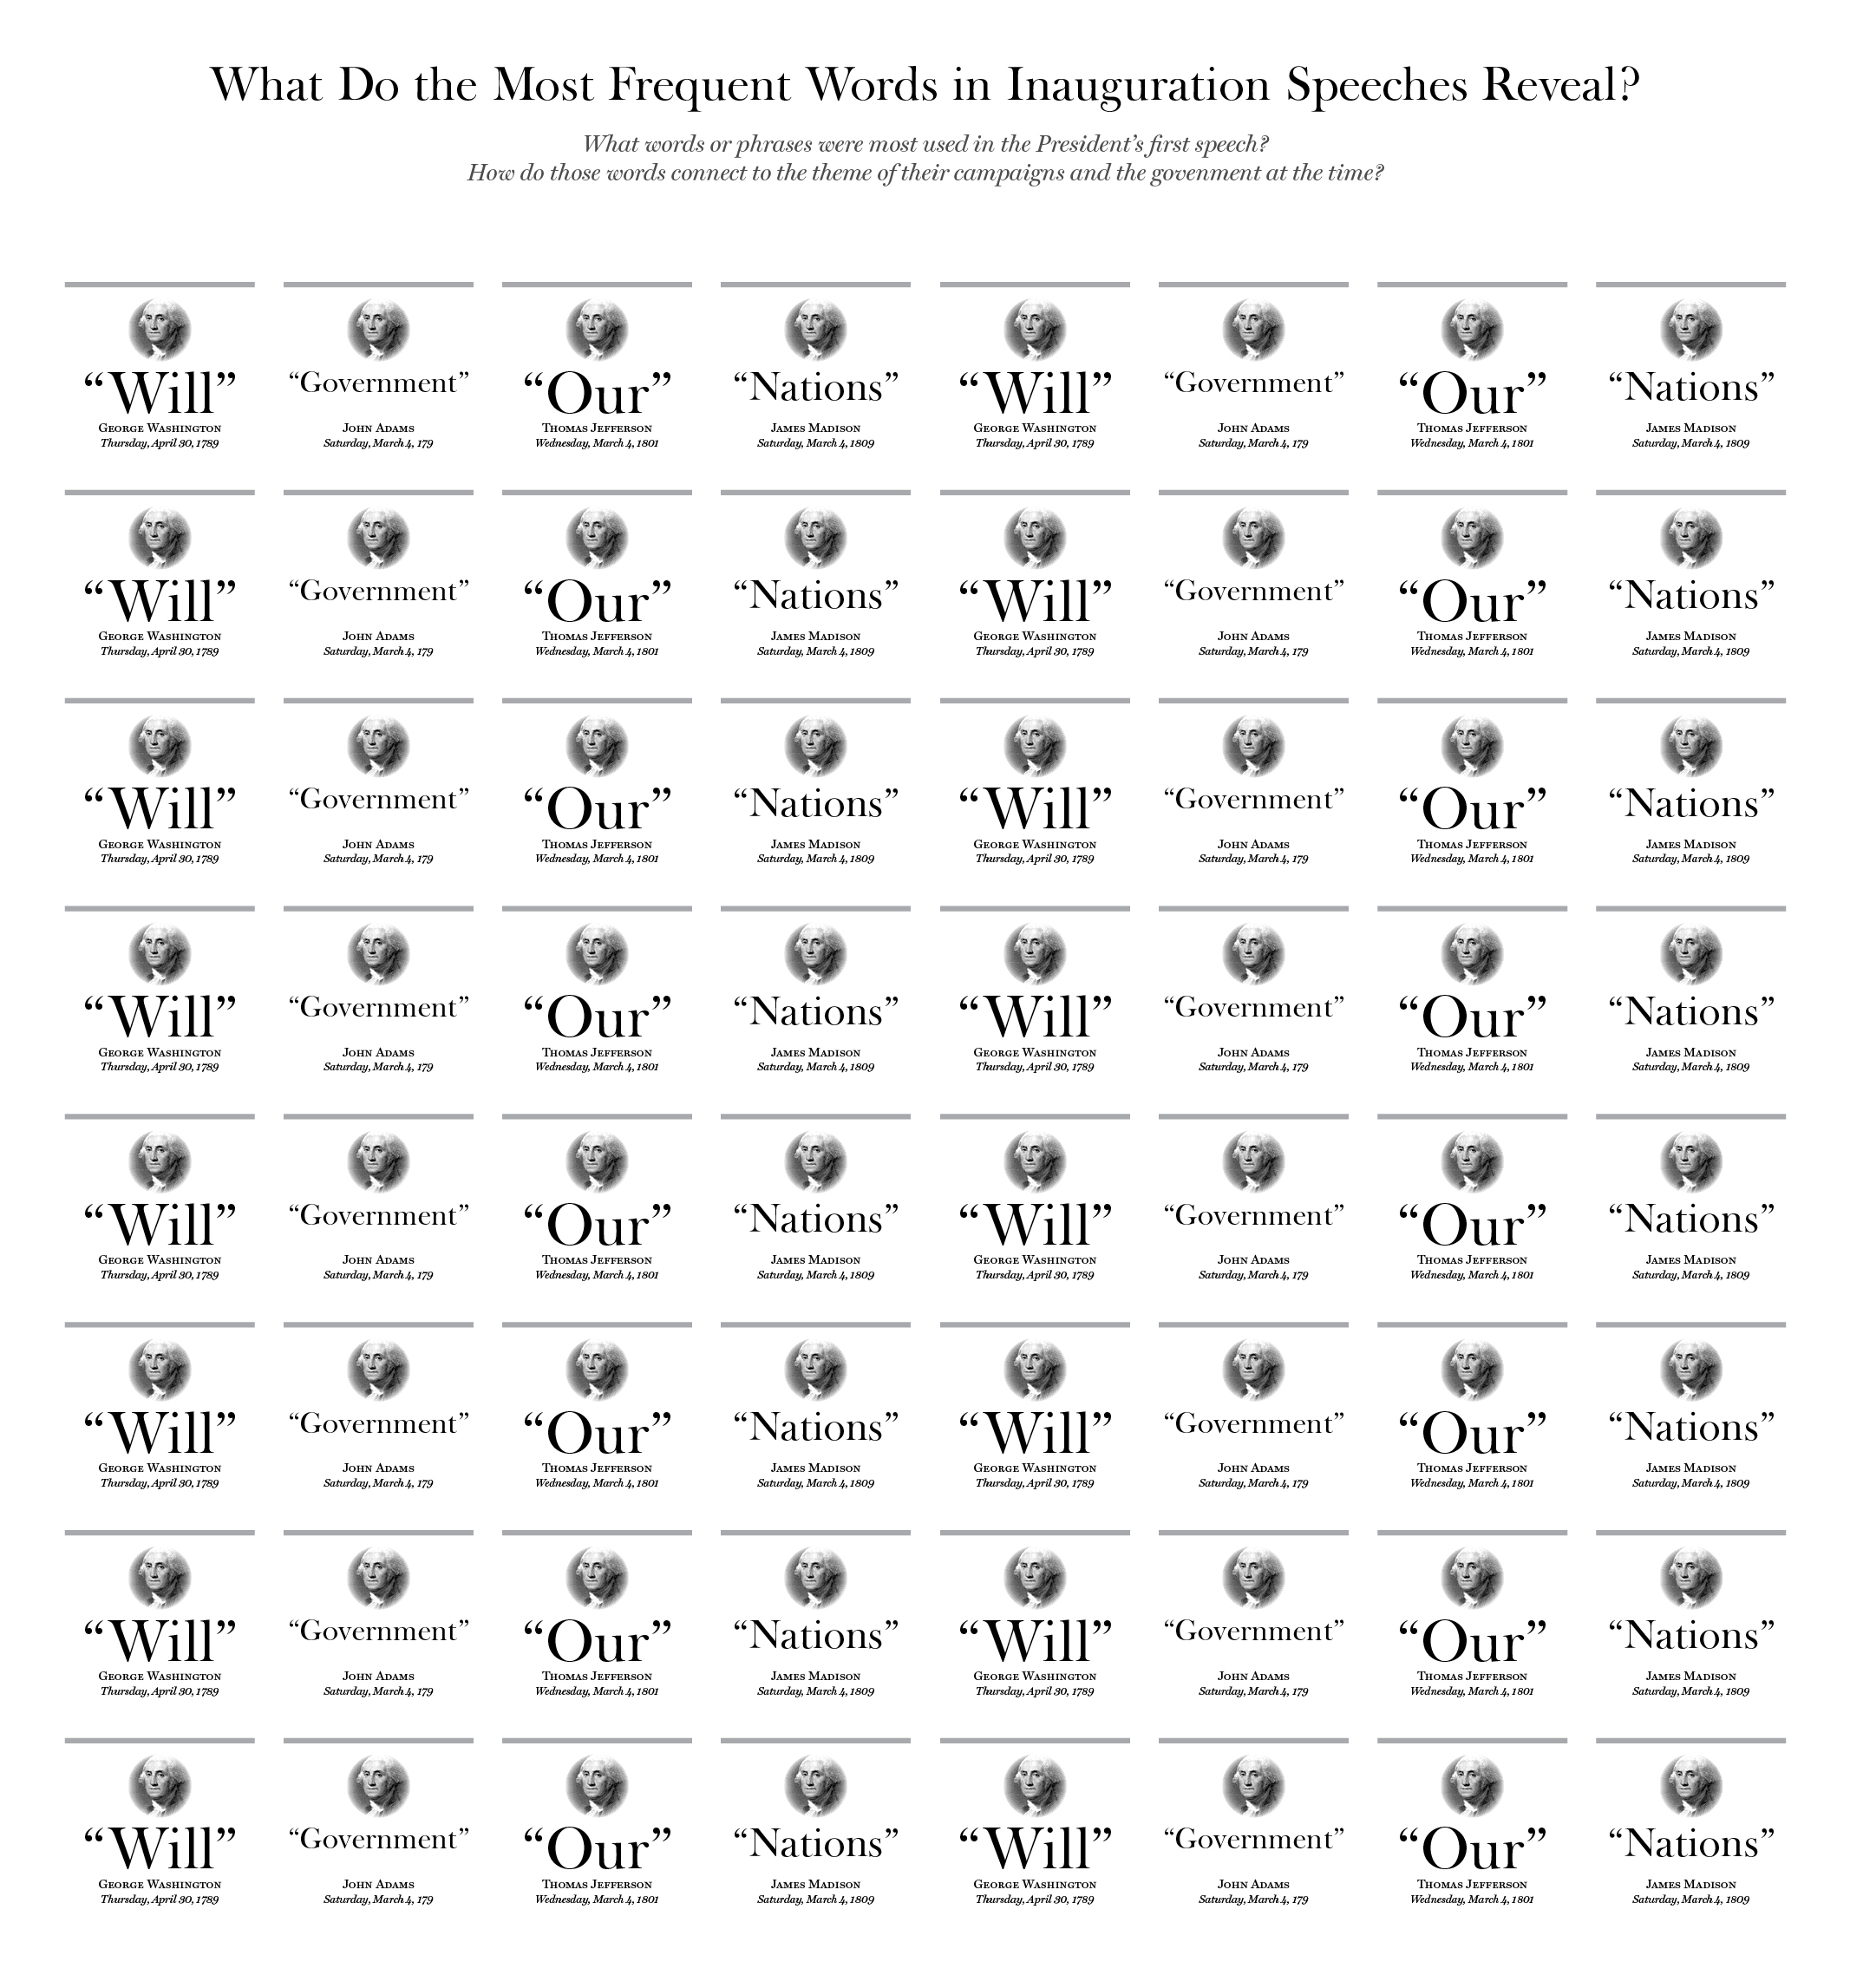 What Do the Most Frequent Words in Inauguration Speeches Reveal?
What words or phrases were most used in the President’s first speech?
How do those words connect to the theme of their campaigns and the govenment at the time?
“Will” “Government” “Our” “Nations” “Will” “Government” “Our” “Nations”
George Washington John Adams Thomas Jefferson James Madison George Washington John Adams Thomas Jefferson James Madison
Thursday, April 30, 1789 Saturday, March 4, 179 Wednesday, March 4, 1801 Saturday, March 4, 1809 Thursday, April 30, 1789 Saturday, March 4, 179 Wednesday, March 4, 1801 Saturday, March 4, 1809
“Will” “Government” “Our” “Nations” “Will” “Government” “Our” “Nations”
George Washington John Adams Thomas Jefferson James Madison George Washington John Adams Thomas Jefferson James Madison
Thursday, April 30, 1789 Saturday, March 4, 179 Wednesday, March 4, 1801 Saturday, March 4, 1809 Thursday, April 30, 1789 Saturday, March 4, 179 Wednesday, March 4, 1801 Saturday, March 4, 1809
“Will” “Government” “Our” “Nations” “Will” “Government” “Our” “Nations”
George Washington John Adams Thomas Jefferson James Madison George Washington John Adams Thomas Jefferson James Madison
Thursday, April 30, 1789 Saturday, March 4, 179 Wednesday, March 4, 1801 Saturday, March 4, 1809 Thursday, April 30, 1789 Saturday, March 4, 179 Wednesday, March 4, 1801 Saturday, March 4, 1809
“Will” “Government” “Our” “Nations” “Will” “Government” “Our” “Nations”
George Washington John Adams Thomas Jefferson James Madison George Washington John Adams Thomas Jefferson James Madison
Thursday, April 30, 1789 Saturday, March 4, 179 Wednesday, March 4, 1801 Saturday, March 4, 1809 Thursday, April 30, 1789 Saturday, March 4, 179 Wednesday, March 4, 1801 Saturday, March 4, 1809
“Will” “Government” “Our” “Nations” “Will” “Government” “Our” “Nations”
George Washington John Adams Thomas Jefferson James Madison George Washington John Adams Thomas Jefferson James Madison
Thursday, April 30, 1789 Saturday, March 4, 179 Wednesday, March 4, 1801 Saturday, March 4, 1809 Thursday, April 30, 1789 Saturday, March 4, 179 Wednesday, March 4, 1801 Saturday, March 4, 1809
“Will” “Government” “Our” “Nations” “Will” “Government” “Our” “Nations”
George Washington John Adams Thomas Jefferson James Madison George Washington John Adams Thomas Jefferson James Madison
Thursday, April 30, 1789 Saturday, March 4, 179 Wednesday, March 4, 1801 Saturday, March 4, 1809 Thursday, April 30, 1789 Saturday, March 4, 179 Wednesday, March 4, 1801 Saturday, March 4, 1809
“Will” “Government” “Our” “Nations” “Will” “Government” “Our” “Nations”
George Washington John Adams Thomas Jefferson James Madison George Washington John Adams Thomas Jefferson James Madison
Thursday, April 30, 1789 Saturday, March 4, 179 Wednesday, March 4, 1801 Saturday, March 4, 1809 Thursday, April 30, 1789 Saturday, March 4, 179 Wednesday, March 4, 1801 Saturday, March 4, 1809
“Will” “Government” “Our” “Nations” “Will” “Government” “Our” “Nations”
George Washington John Adams Thomas Jefferson James Madison George Washington John Adams Thomas Jefferson James Madison
Thursday, April 30, 1789 Saturday, March 4, 179 Wednesday, March 4, 1801 Saturday, March 4, 1809 Thursday, April 30, 1789 Saturday, March 4, 179 Wednesday, March 4, 1801 Saturday, March 4, 1809